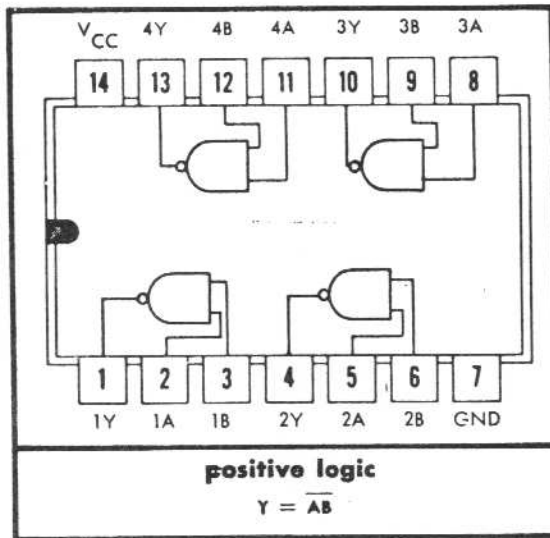 VCC 4Y 4B 4A 3Y 3B 3A
14 13 12 11 10 9 8
1 2 3 4 5 6 7
1Y 1A 1B 2Y 2A 2B GND
positive logic
Y = \overline{AB}